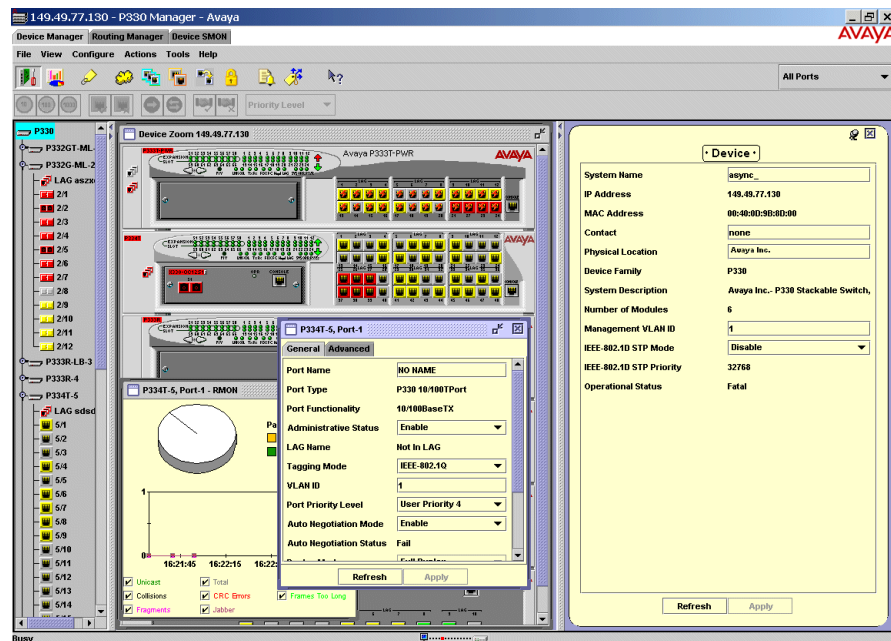 149.49.77.130 - P330 Manager - Avaya
Device Manager Routing Manager Device SMON
AVAYA
File View Configure Actions Tools Help
All Ports
Priority Level
P330
P332GT-ML-
P332G-ML-2
LAG aszx
2/1
2/2
2/3
2/4
2/5
2/6
2/7
2/8
2/9
2/10
2/11
2/12
P333R-LB-3
P333R-4
P334T-5
LAG sdsd
5/1
5/2
5/3
5/4
5/5
5/6
5/7
5/8
5/9
5/10
5/11
5/12
5/13
5/14
Device Zoom 149.49.77.130
Avaya P333T-PWR
AVAYA
AVAYA
P334T-5, Port-1 - RMON
Pa
1
0
16:21:45 16:22:15 16:22:
Unicast
Total
Collisions
CRC Errors
Frames Too Long
Fragments
Jabber
P334T-5, Port-1
General Advanced
Port Name NO NAME
Port Type P330 10/100TPort
Port Functionality 10/100BaseTX
Administrative Status Enable
LAG Name Not In LAG
Tagging Mode IEEE-802.1Q
VLAN ID 1
Port Priority Level User Priority 4
Auto Negotiation Mode Enable
Auto Negotiation Status Fail
Refresh Apply
Device
System Name async_
IP Address 149.49.77.130
MAC Address 00:40:0D:9B:8D:00
Contact none
Physical Location Avaya Inc.
Device Family P330
System Description Avaya Inc.- P330 Stackable Switch,
Number of Modules 6
Management VLAN ID 1
IEEE-802.1D STP Mode Disable
IEEE-802.1D STP Priority 32768
Operational Status Fatal
Refresh Apply
Busy